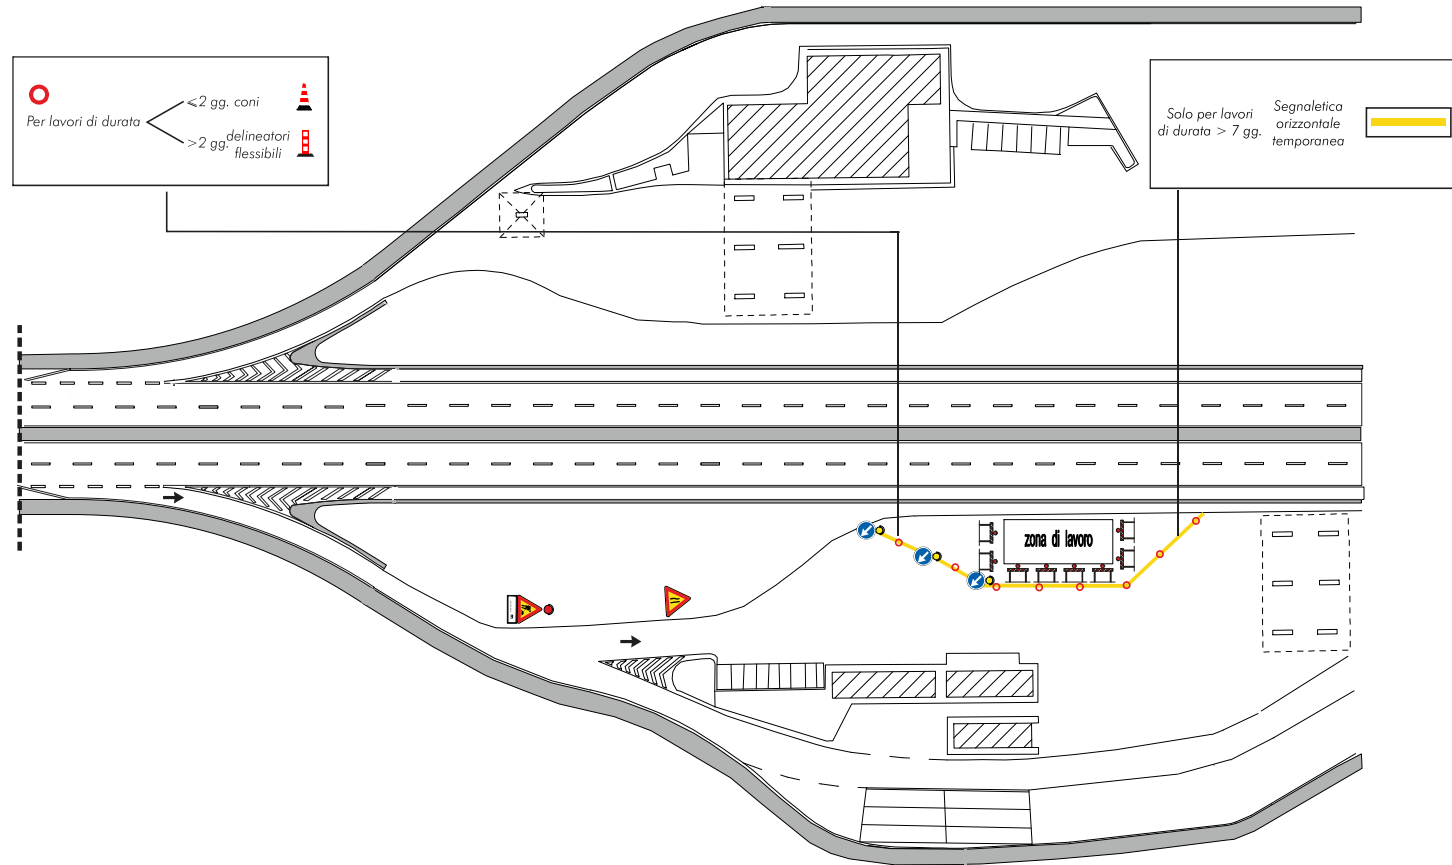 ≤2 gg. coni
Per lavori di durata
>2 gg. delineatori
flessibili
Solo per lavori
di durata > 7 gg.
Segnaletica
orizzontale
temporanea
zona di lavoro